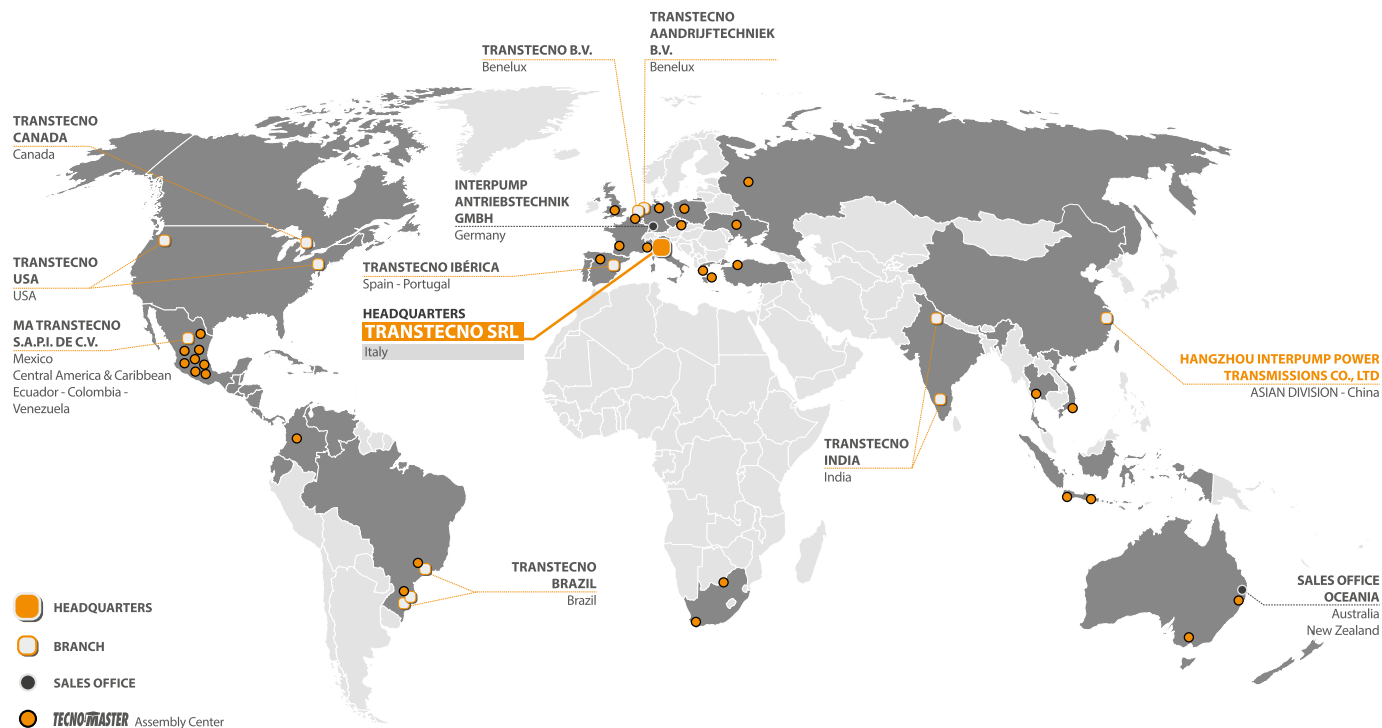 TRANSTECNO
AANDRIJFTECHNIEK
B.V.
Benelux
TRANSTECNO B.V.
Benelux
TRANSTECNO
CANADA
Canada
INTERPUMP
ANTRIEBSTECHNIK
GMBH
Germany
TRANSTECNO
USA
USA
TRANSTECNO IBÉRICA
Spain - Portugal
HEADQUARTERS
TRANSTECNO SRL
Italy
MA TRANSTECNO
S.A.P.I. DE C.V.
Mexico
Central America & Caribbean
Ecuador - Colombia -
Venezuela
HANGZHOU INTERPUMP POWER
TRANSMISSIONS CO., LTD
ASIAN DIVISION - China
TRANSTECNO
INDIA
India
TRANSTECNO
BRAZIL
Brazil
SALES OFFICE
OCEANIA
Australia
New Zealand
HEADQUARTERS
BRANCH
SALES OFFICE
TECNOMASTER Assembly Center